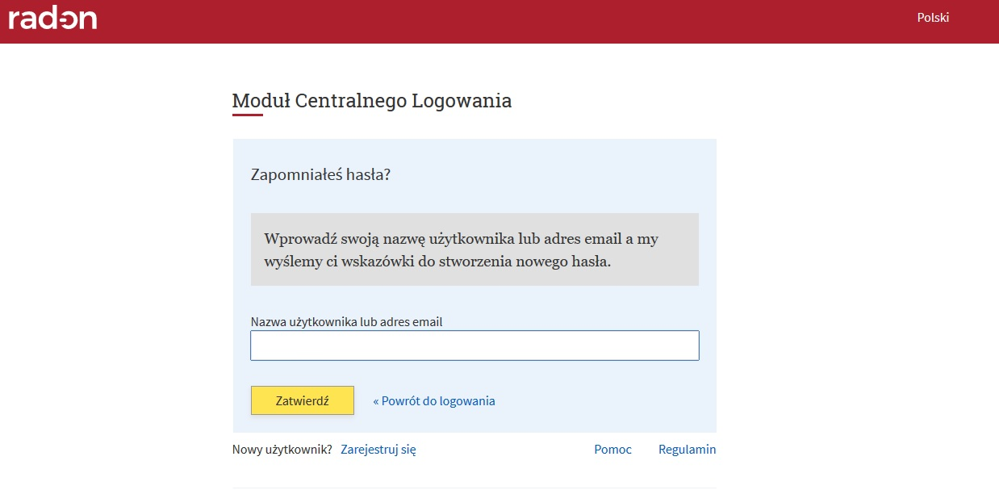 radon
Polski
Moduł Centralnego Logowania
Zapomniałeś hasła?
Wprowadź swoją nazwę użytkownika lub adres email a my
wyślemy ci wskazówki do stworzenia nowego hasła.
Nazwa użytkownika lub adres email
Zatwierdź
« Powrót do logowania
Nowy użytkownik? Zarejestruj się
Pomoc
Regulamin